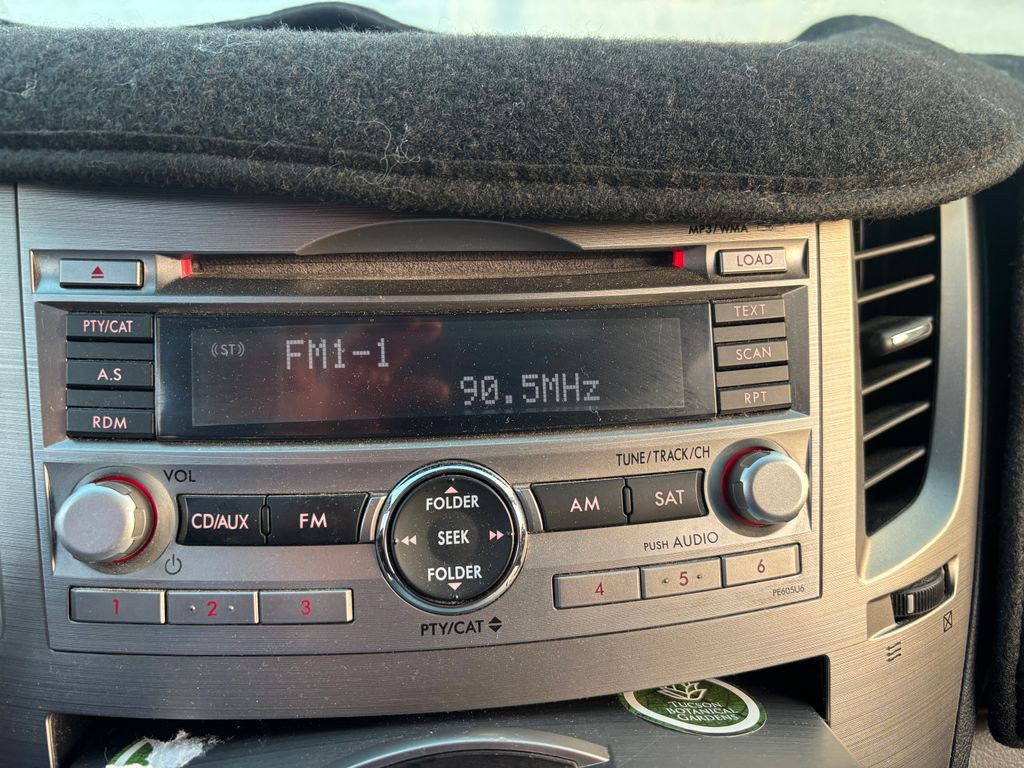 MP3/WMA
LOAD
PTY/CAT
A.S
RDM
(ST)
FM1-1
90.5MHz
TEXT
SCAN
RPT
VOL
TUNE/TRACK/CH
CD/AUX
FM
FOLDER
SEEK
FOLDER
AM
SAT
PUSH AUDIO
1
2
3
4
5
6
PE605U6
PTY/CAT
TUCSON
BOTANICAL
GARDENS